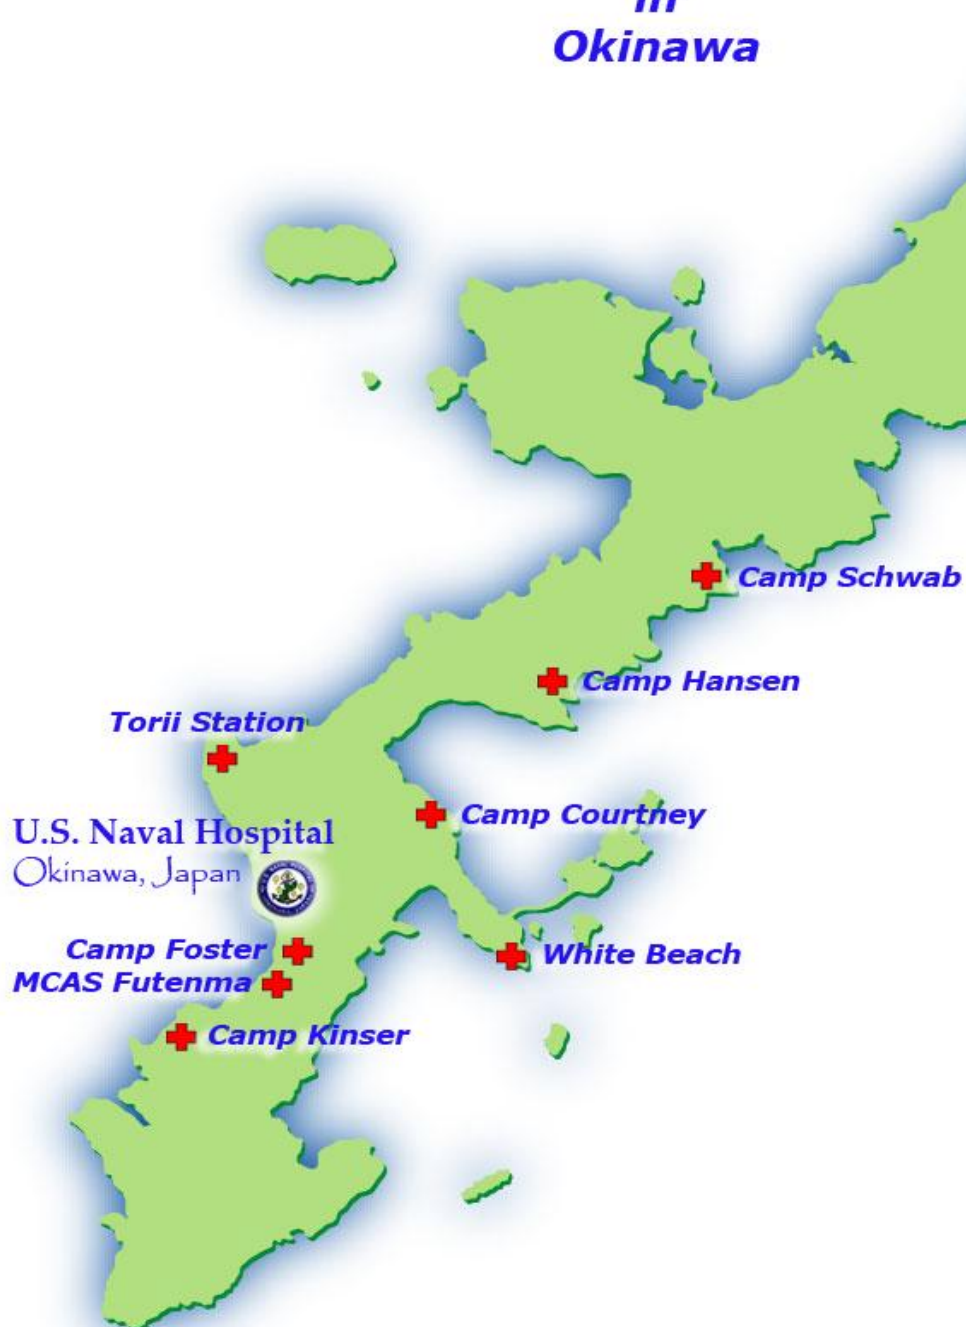 in
Okinawa
Camp Schwab
Camp Hansen
Torii Station
Camp Courtney
U.S. Naval Hospital
Okinawa, Japan
Camp Foster
White Beach
MCAS Futenma
Camp Kinser